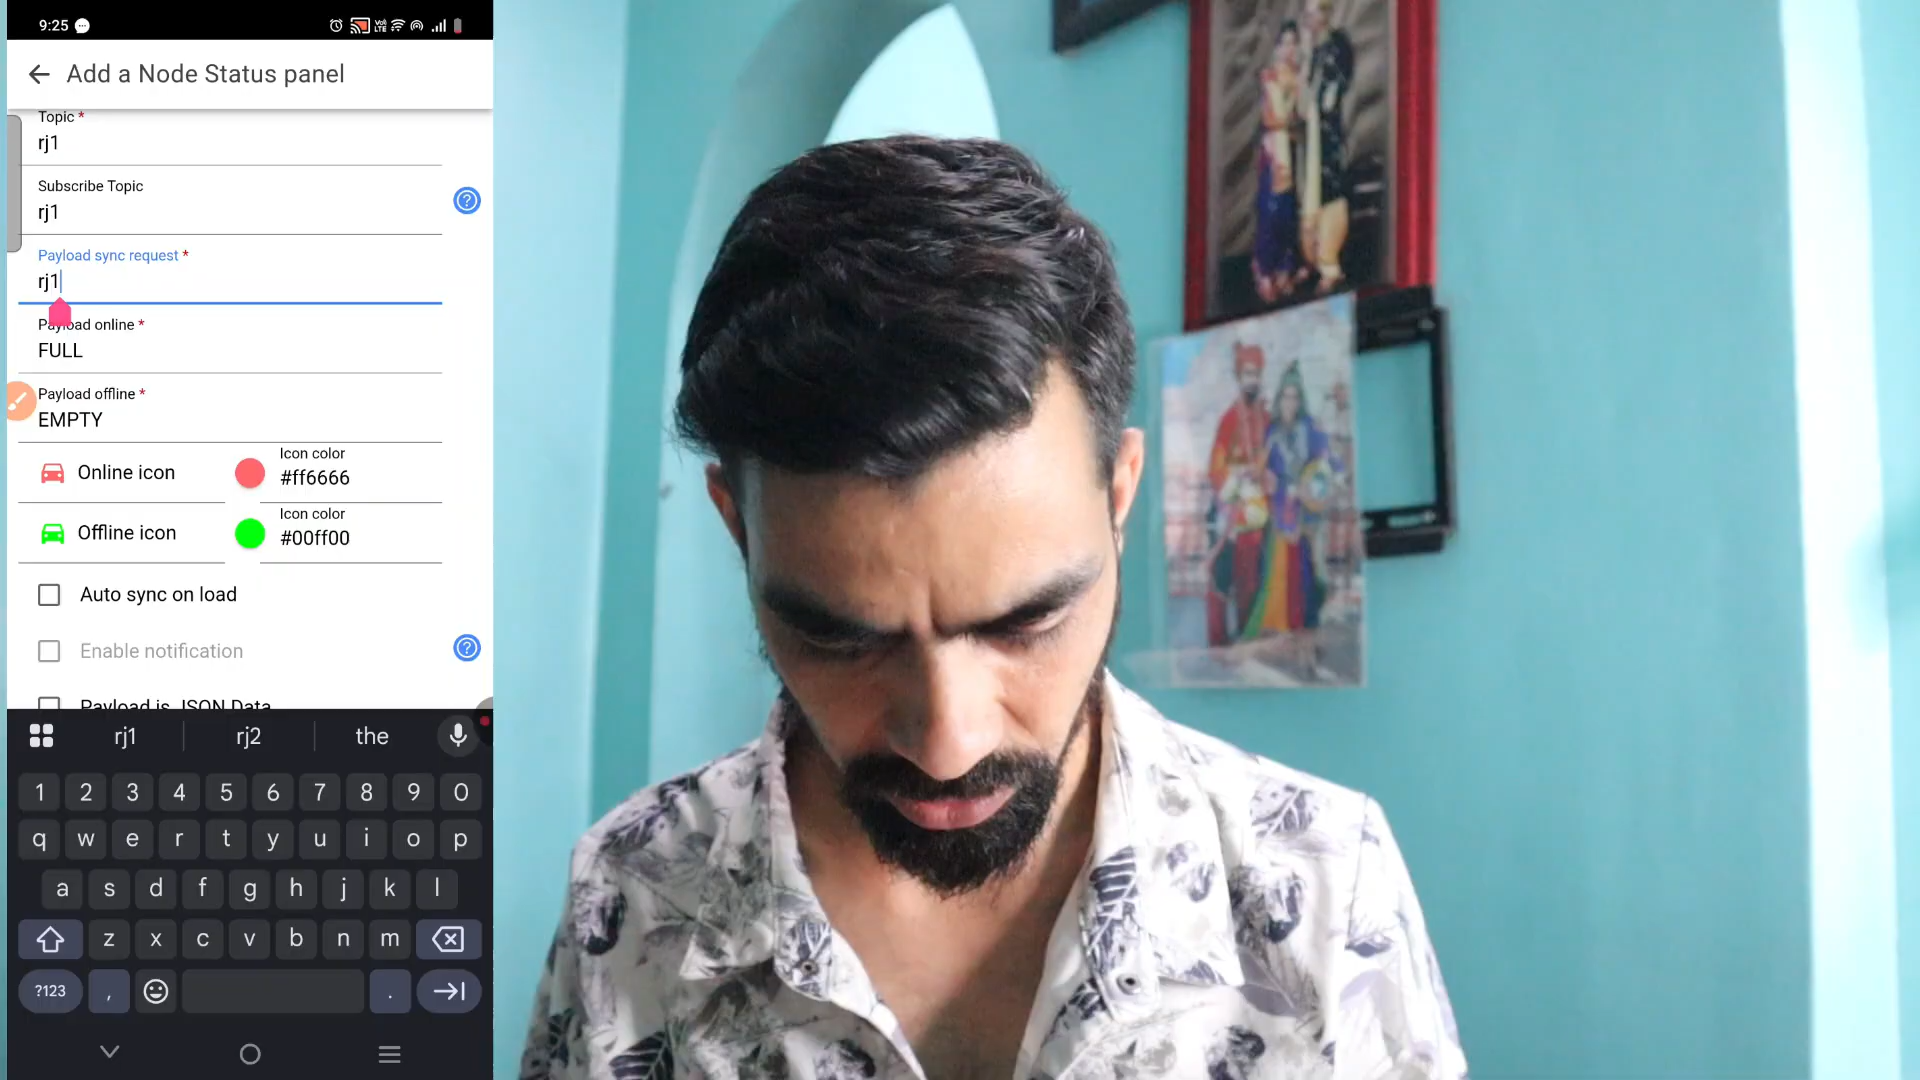 9:25
Vo) LTE
Add a Node Status panel
Topic *
rj1
Subscribe Topic
rj1
Payload sync request *
rj1
Payload online *
FULL
Payload offline *
EMPTY
Online icon
Icon color
#ff6666
Offline icon
Icon color
#00ff00
Auto sync on load
Enable notification
Payload is JSON Data
rj1 rj2 the
1 2 3 4 5 6 7 8 9 0
q w e r t y u i o p
a s d f g h j k l
z x c v b n m
?123 , .